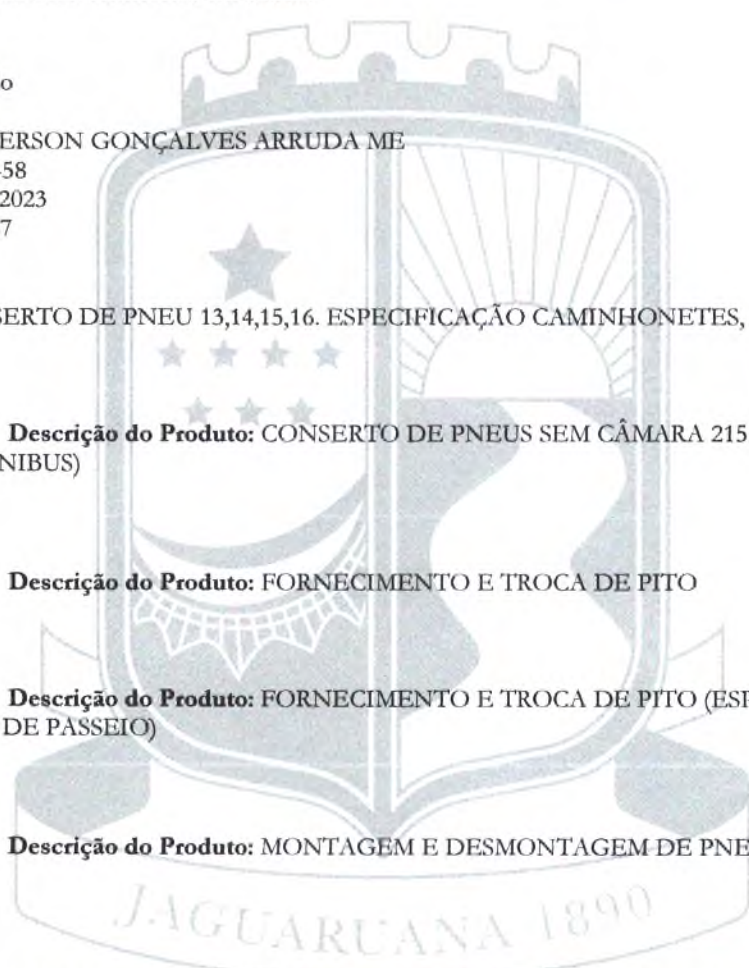 o
ERSON GONÇALVES ARRUDA ME
58
2023
7
SERTO DE PNEU 13,14,15,16. ESPECIFICAÇÃO CAMINHONETES,
Descrição do Produto: CONSERTO DE PNEUS SEM CÂMARA 215
NIBUS)
Descrição do Produto: FORNECIMENTO E TROCA DE PITO
Descrição do Produto: FORNECIMENTO E TROCA DE PITO (ESP
DE PASSEIO)
Descrição do Produto: MONTAGEM E DESMONTAGEM DE PNE
JAGUARUANA 1890